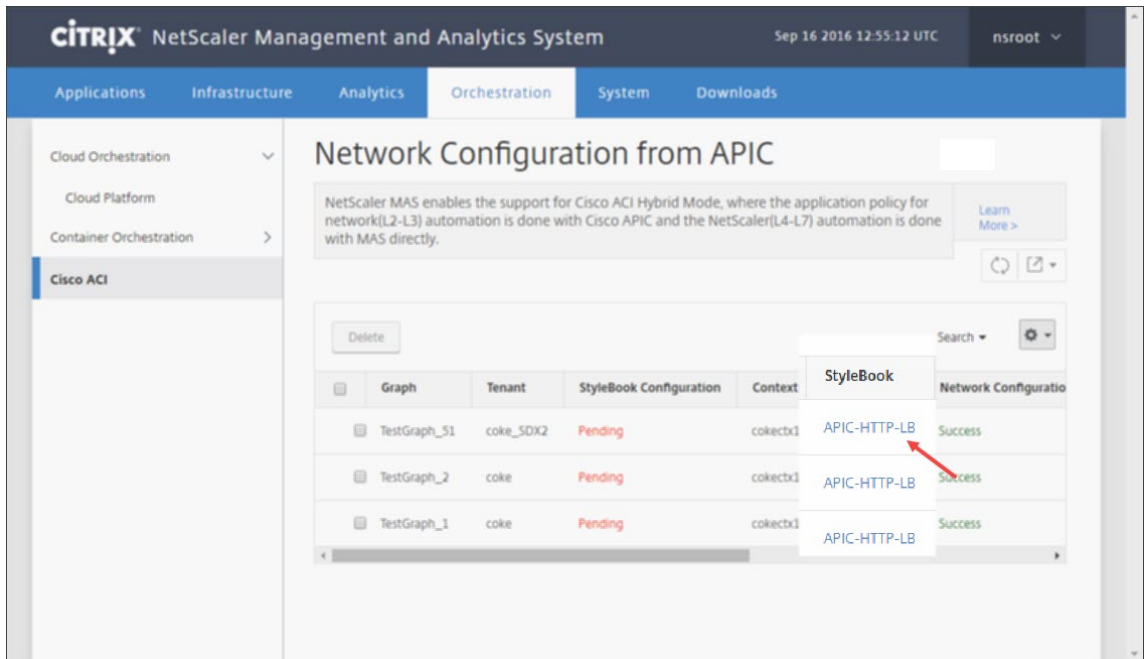 CİTRIX NetScaler Management and Analytics System Sep 16 2016 12:55:12 UTC nsroot
Applications Infrastructure Analytics Orchestration System Downloads
Cloud Orchestration
Cloud Platform
Container Orchestration
Cisco ACI
Network Configuration from APIC
NetScaler MAS enables the support for Cisco ACI Hybrid Mode, where the application policy for
network(L2-L3) automation is done with Cisco APIC and the NetScaler(L4-L7) automation is done
with MAS directly.
Learn
More >
Delete
Search
Graph Tenant StyleBook Configuration Context StyleBook Network Configuratio
TestGraph_51 coke_SDX2 Pending cokectx1 APIC-HTTP-LB Success
TestGraph_2 coke Pending cokectx1 APIC-HTTP-LB Success
TestGraph_1 coke Pending cokectx1 APIC-HTTP-LB Success